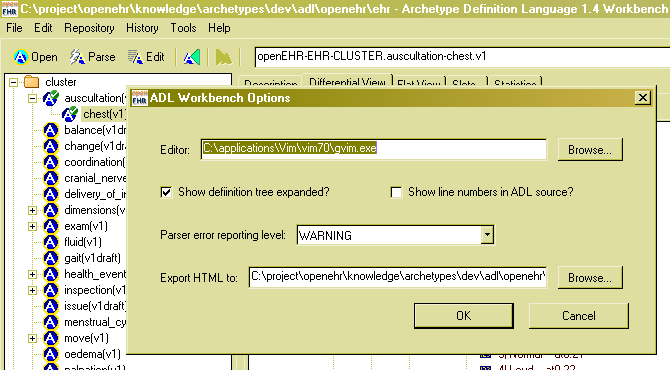 C:\project\openehr\knowledge\archetypes\dev\adl\openehr\ehr - Archetype Definition Language 1.4 Workbench
File Edit Repository History Tools Help
Open Parse Save openEHR-EHR-CLUSTER.auscultation-chest.v1
cluster
Description Differential View Flat View Slots Statistics
auscultation(
ADL Workbench Options
chest(v1)
balance(v1draft)
change(v1draft)
coordination(
cranial_nerve
delivery_of_in
dimensions(v
exam(v1)
fluid(v1)
gait(v1draft)
health_event
inspection(v1
issue(v1draft)
menstrual_cy
move(v1)
oedema(v1)
Editor: C:\applications\Vim\vim70\gvim.exe Browse...
Show defiinition tree expanded? Show line numbers in ADL source?
Parser error reporting level: WARNING
Export HTML to: C:\project\openehr\knowledge\archetypes\dev\adl\openehr\ Browse...
OK Cancel